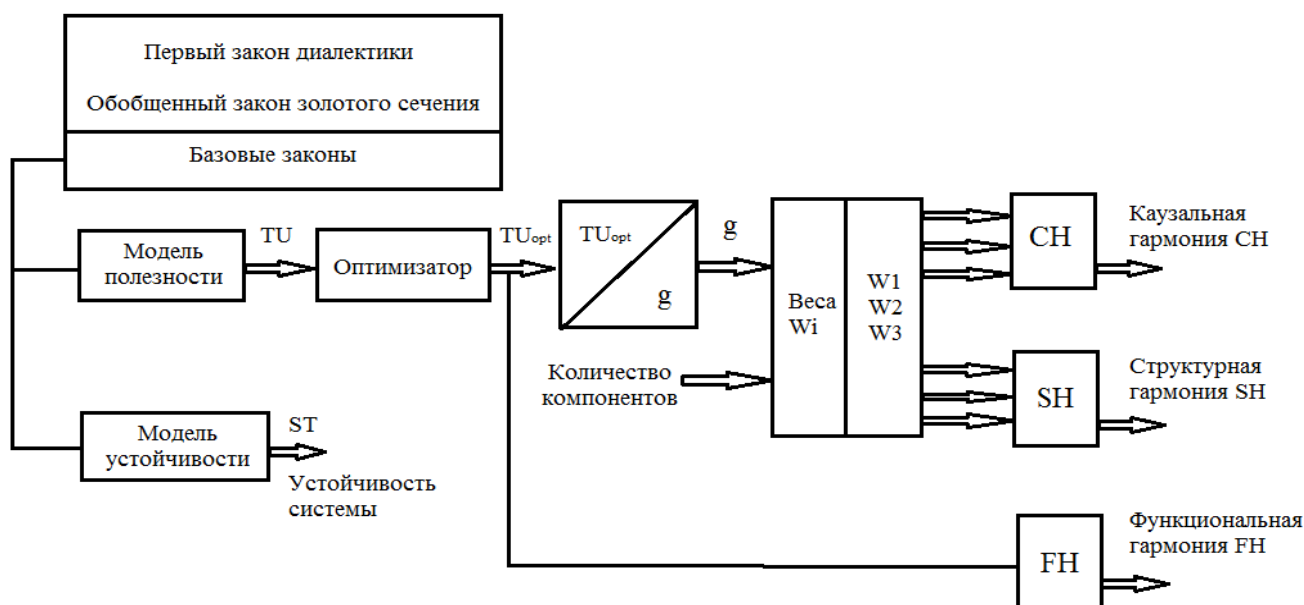 Первый закон диалектики
Обобщенный закон золотого сечения
Базовые законы
Модель
полезности
TU
Оптимизатор
TUopt
TUopt
g
g
Количество
компонентов
Веса
Wi
W1
W2
W3
CH
Каузальная
гармония CH
SH
Структурная
гармония SH
Модель
устойчивости
ST
Устойчивость
системы
FH
Функциональная
гармония FH